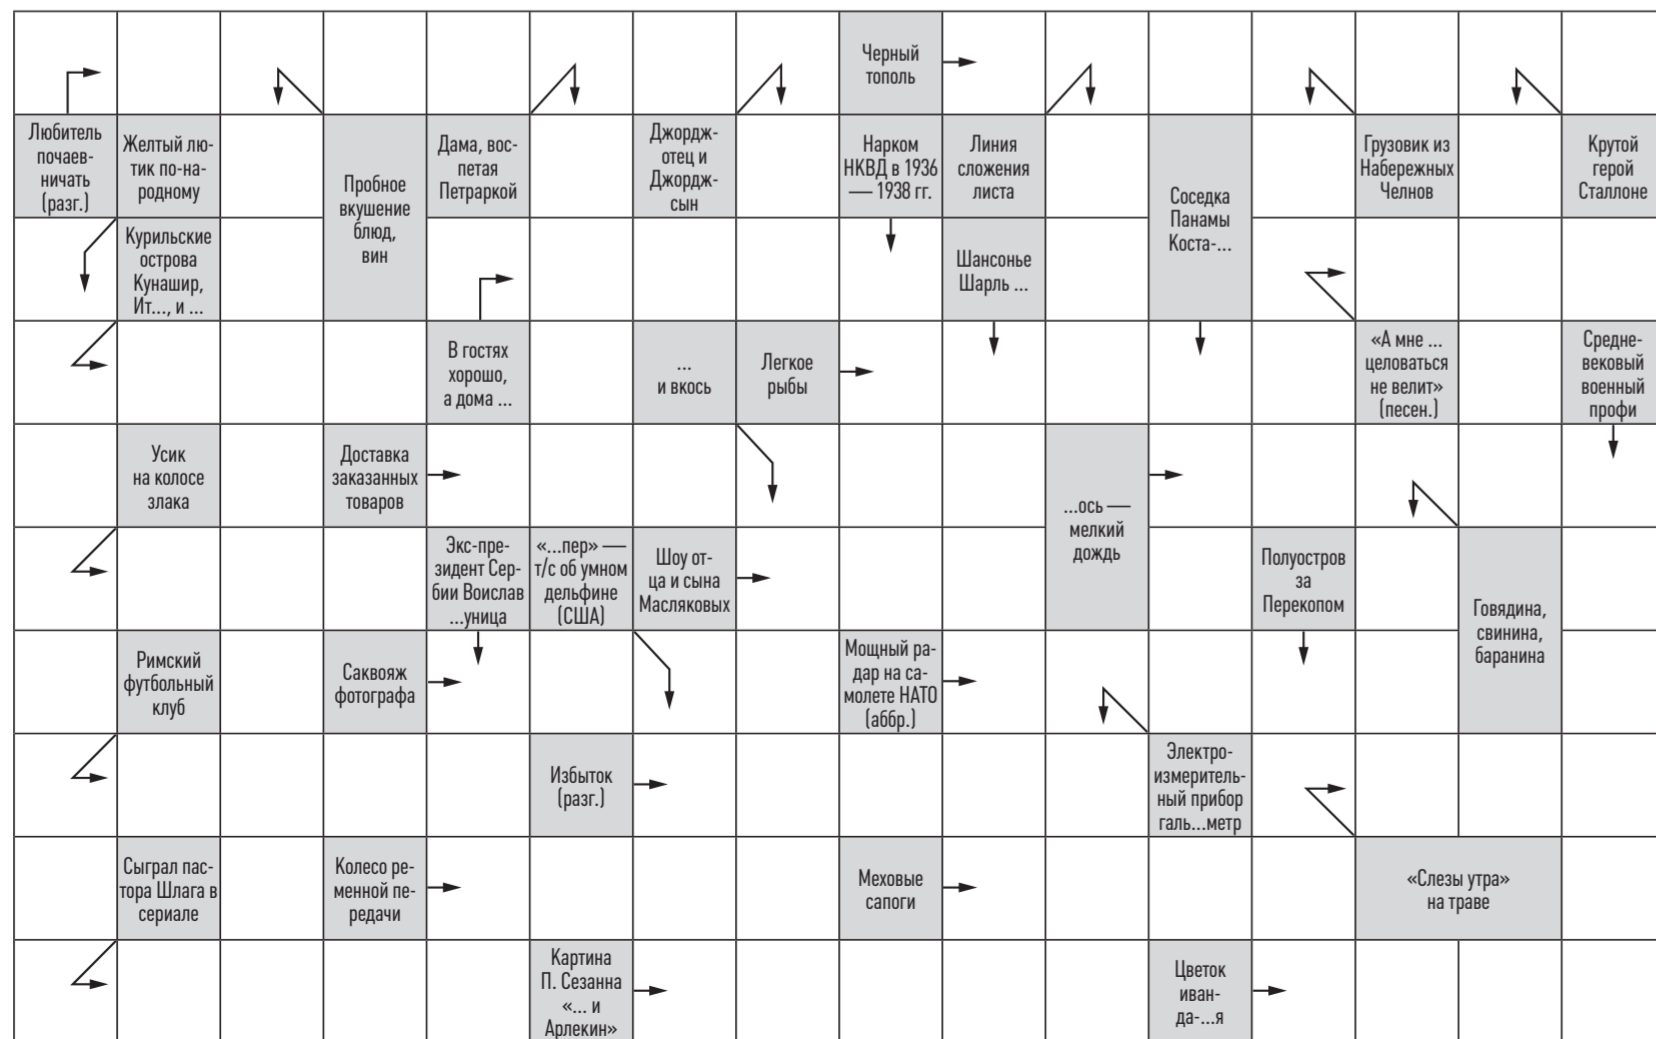 Черный
тополь
Любитель
почаев-
ничать
(разг.)
Желтый лю-
тик по-на-
родному
Пробное
вкушение
блюд,
вин
Дама, вос-
петая
Петраркой
Джордж-
отец и
Джордж-
сын
Нарком
НКВД в 1936
— 1938 гг.
Линия
сложения
листа
Соседка
Панамы
Коста-...
Грузовик из
Набережных
Челнов
Крутой
герой
Сталлоне
Курильские
острова
Кунашир,
Ит..., и ...
Шансонье
Шарль ...
В гостях
хорошо,
а дома ...
...
и вкось
Легкое
рыбы
«А мне ...
целоваться
не велит»
(песен.)
Средне-
вековый
военный
профи
Усик
на колосе
злака
Доставка
заказанных
товаров
...ось —
мелкий
дождь
Экс-пре-
зидент Сер-
бии Воислав
...уница
«...пер» —
т/с об умном
дельфине
(США)
Шоу от-
ца и сына
Масляковых
Полуостров
за
Перекопом
Говядина,
свинина,
баранина
Римский
футбольный
клуб
Саквояж
фотографа
Мощный ра-
дар на са-
молете НАТО
(аббр.)
Избыток
(разг.)
Электро-
измеритель-
ный прибор
галь...метр
Сыграл пас-
тора Шлага в
сериале
Колесо ре-
менной пе-
редачи
Меховые
сапоги
«Слезы утра»
на траве
Картина
П. Сезанна
«... и
Арлекин»
Цветок
иван-
да-...я